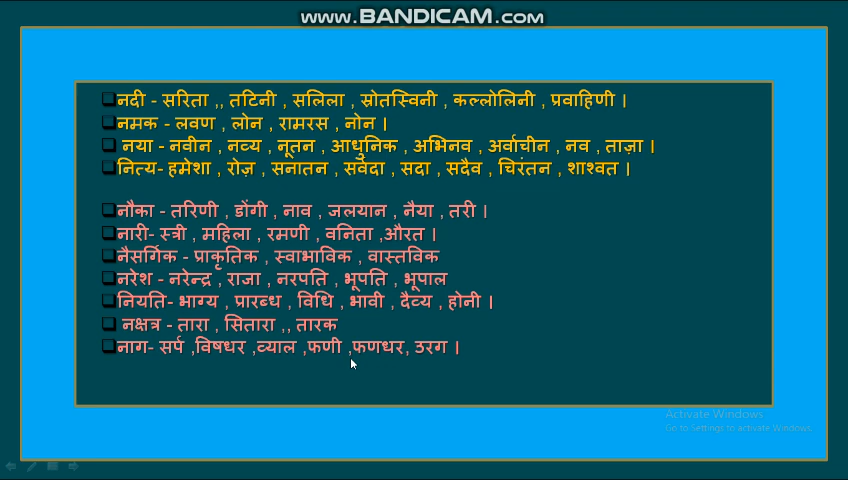 www.BANDICAM.com
नदी - सरिता ,, तटिनी , सलिला , स्रोतस्विनी , कल्लोलिनी , प्रवाहिणी ।
नमक - लवण , लोन , रामरस , नोन ।
नया - नवीन , नव्य , नूतन , आधुनिक , अभिनव , अर्वाचीन , नव , ताज़ा ।
नित्य- हमेशा , रोज़ , सनातन , सर्वदा , सदा , सदैव , चिरंतन , शाश्वत ।
नौका - तरिणी , डोंगी , नाव , जलयान , नैया , तरी ।
नारी- स्त्री , महिला , रमणी , वनिता ,औरत ।
नैसर्गिक - प्राकृतिक , स्वाभाविक , वास्तविक
नरेश - नरेन्द्र , राजा , नरपति , भूपति , भूपाल
नियति- भाग्य , प्रारब्ध , विधि , भावी , दैव्य , होनी ।
नक्षत्र - तारा , सितारा ,, तारक
नाग- सर्प ,विषधर ,व्याल ,फणी ,फणधर, उरग ।
Activate Windows
Go to Settings to activate Windows.